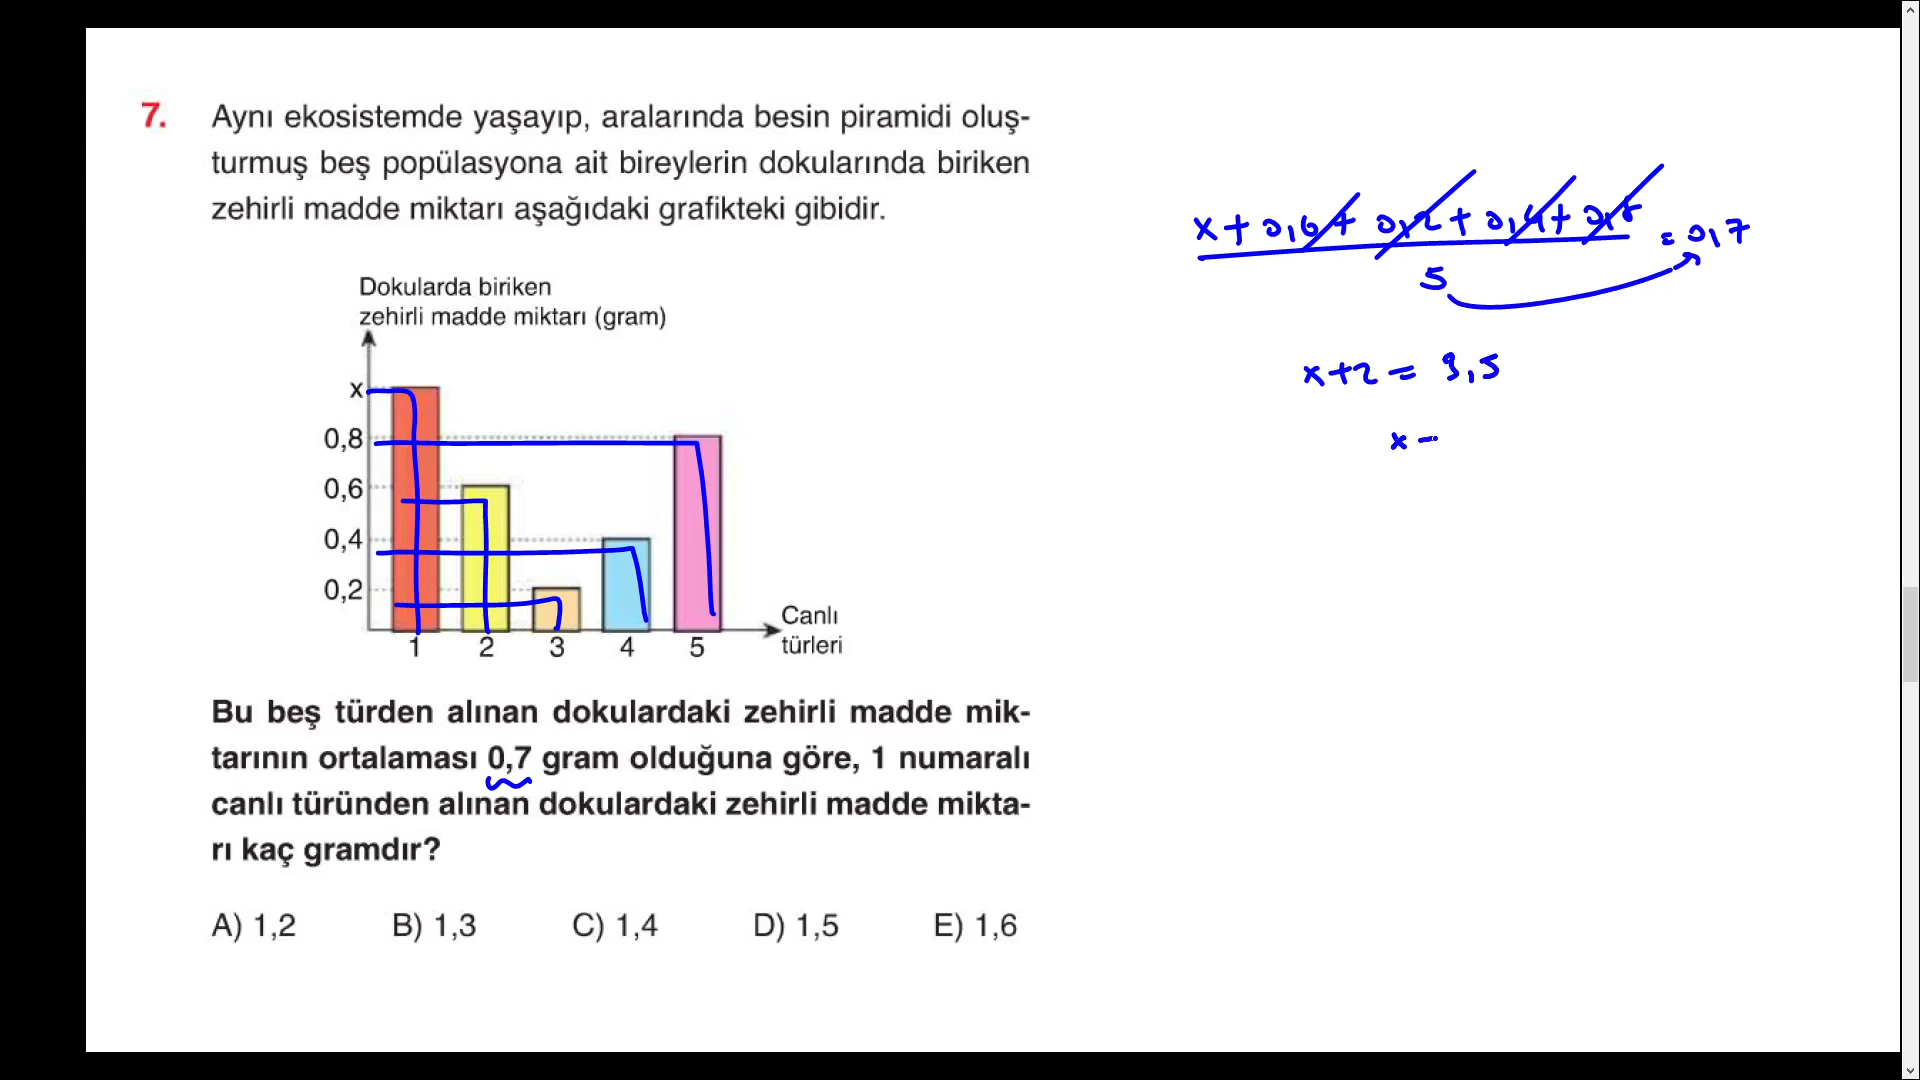 7. Aynı ekosistemde yaşayıp, aralarında besin piramidi oluş-
turmuş beş popülasyona ait bireylerin dokularında biriken
zehirli madde miktarı aşağıdaki grafikteki gibidir.
Dokularda biriken
zehirli madde miktarı (gram)
x
0,8
0,6
0,4
0,2
1 2 3 4 5
Canlı
türleri
Bu beş türden alınan dokulardaki zehirli madde mik-
tarının ortalaması 0,7 gram olduğuna göre, 1 numaralı
canlı türünden alınan dokulardaki zehirli madde mikta-
rı kaç gramdır?
A) 1,2 B) 1,3 C) 1,4 D) 1,5 E) 1,6
x + 0,6 + 0,2 + 0,4 + 0,8 = 0,7
5
x+2 = 3,5
x =